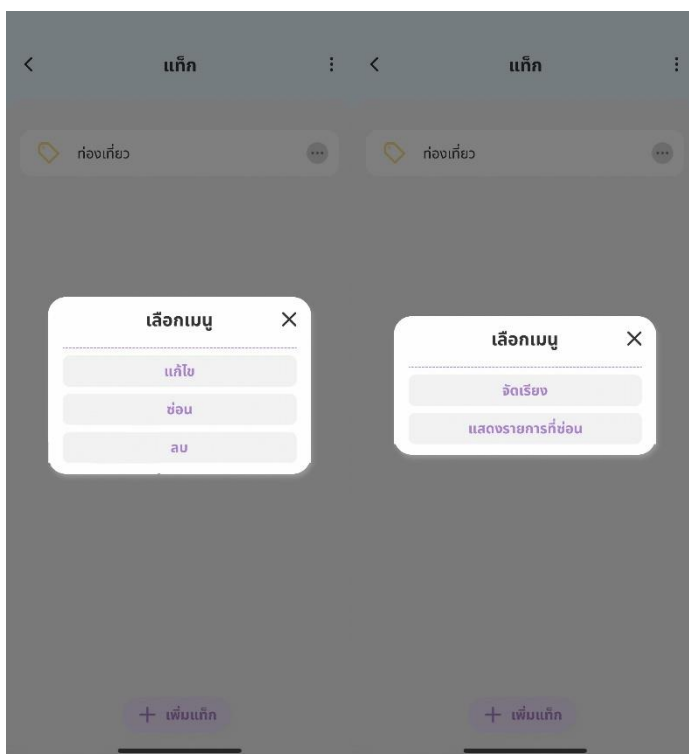 แท็ก
ท่องเที่ยว
เลือกเมนู
แก้ไข
ซ่อน
ลบ
เพิ่มแท็ก
แท็ก
ท่องเที่ยว
เลือกเมนู
จัดเรียง
แสดงรายการที่ซ่อน
เพิ่มแท็ก